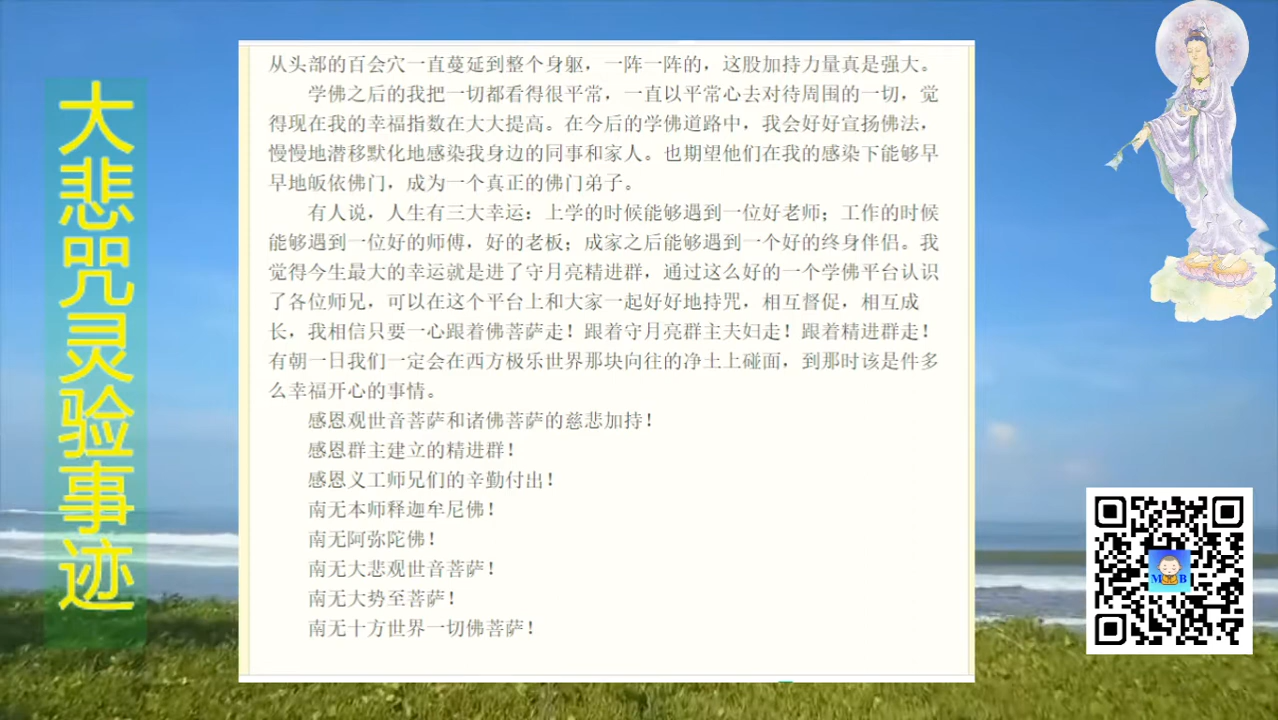 大悲咒灵验事迹
从头部的百会穴一直蔓延到整个身躯，一阵一阵的，这股加持力量真是强大。
学佛之后的我把一切都看得很平常，一直以平常心去对待周围的一切，觉
得现在我的幸福指数在大大提高。在今后的学佛道路中，我会好好宣扬佛法，
慢慢地潜移默化地感染我身边的同事和家人。也期望他们在我的感染下能够早
早地皈依佛门，成为一个真正的佛门弟子。
有人说，人生有三大幸运：上学的时候能够遇到一位好老师；工作的时候
能够遇到一位好的师傅，好的老板；成家之后能够遇到一个好的终身伴侣。我
觉得今生最大的幸运就是进了守月亮精进群，通过这么好的一个学佛平台认识
了各位师兄，可以在这个平台上和大家一起好好地持咒，相互督促，相互成
长，我相信只要一心跟着佛菩萨走！跟着守月亮群主夫妇走！跟着精进群走！
有朝一日我们一定会在西方极乐世界那块向往的净土上碰面，到那时该是件多
么幸福开心的事情。
感恩观世音菩萨和诸佛菩萨的慈悲加持！
感恩群主建立的精进群！
感恩义工师兄们的辛勤付出！
南无本师释迦牟尼佛！
南无阿弥陀佛！
南无大悲观世音菩萨！
南无大势至菩萨！
南无十方世界一切佛菩萨！
M B